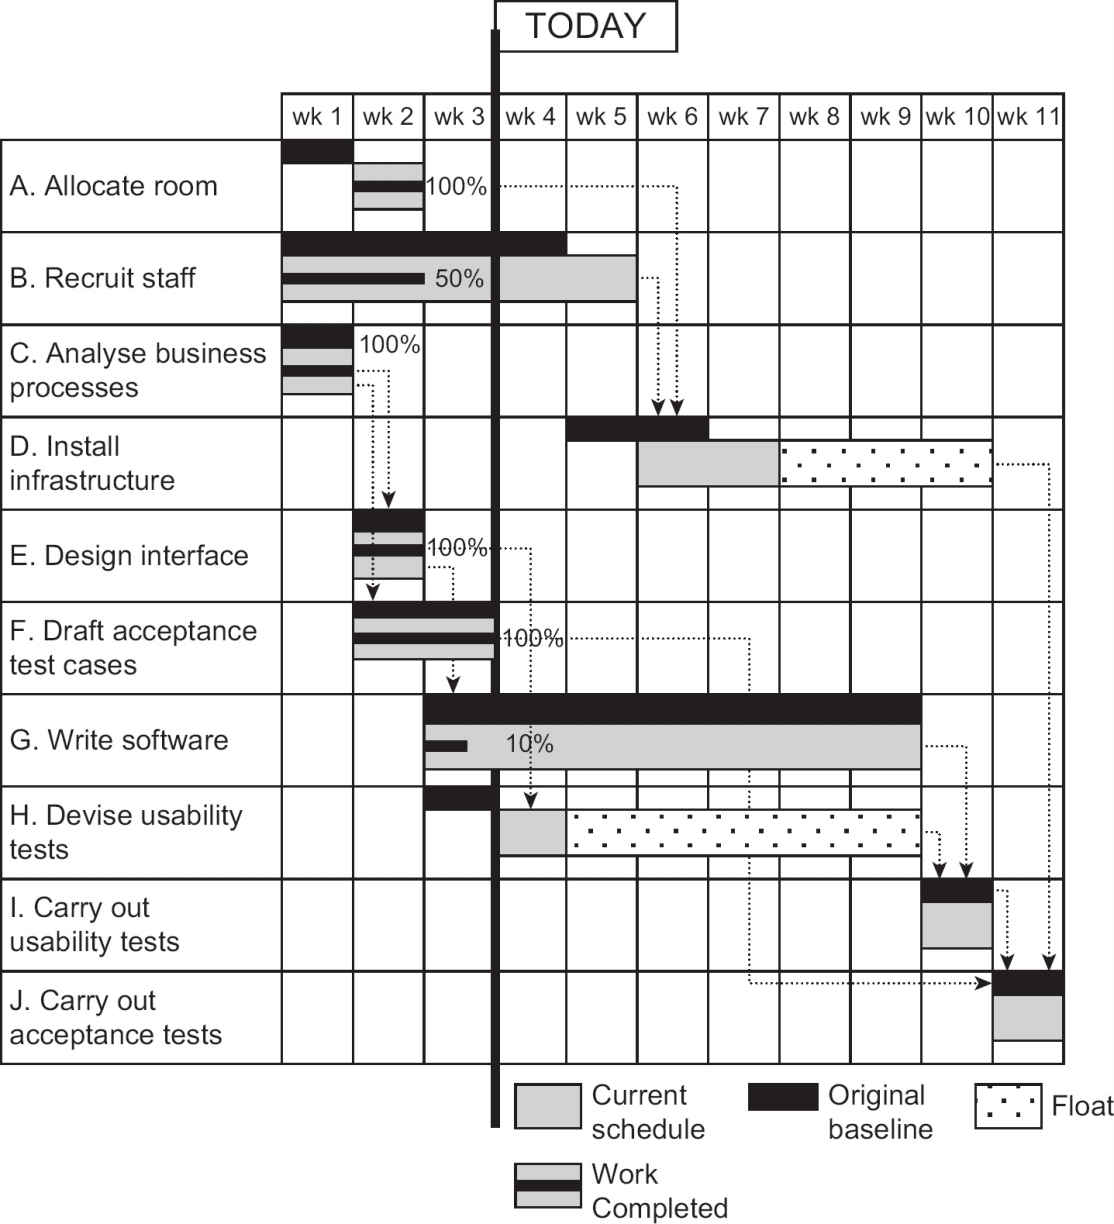 TODAY
wk 1 wk 2 wk 3 wk 4 wk 5 wk 6 wk 7 wk 8 wk 9 wk 10 wk 11
A. Allocate room 100%
B. Recruit staff 50%
C. Analyse business 100%
processes
D. Install
infrastructure
E. Design interface 100%
F. Draft acceptance 100%
test cases
G. Write software 10%
H. Devise usability
tests
I. Carry out
usability tests
J. Carry out
acceptance tests
Current Original Float
schedule baseline
Work
Completed